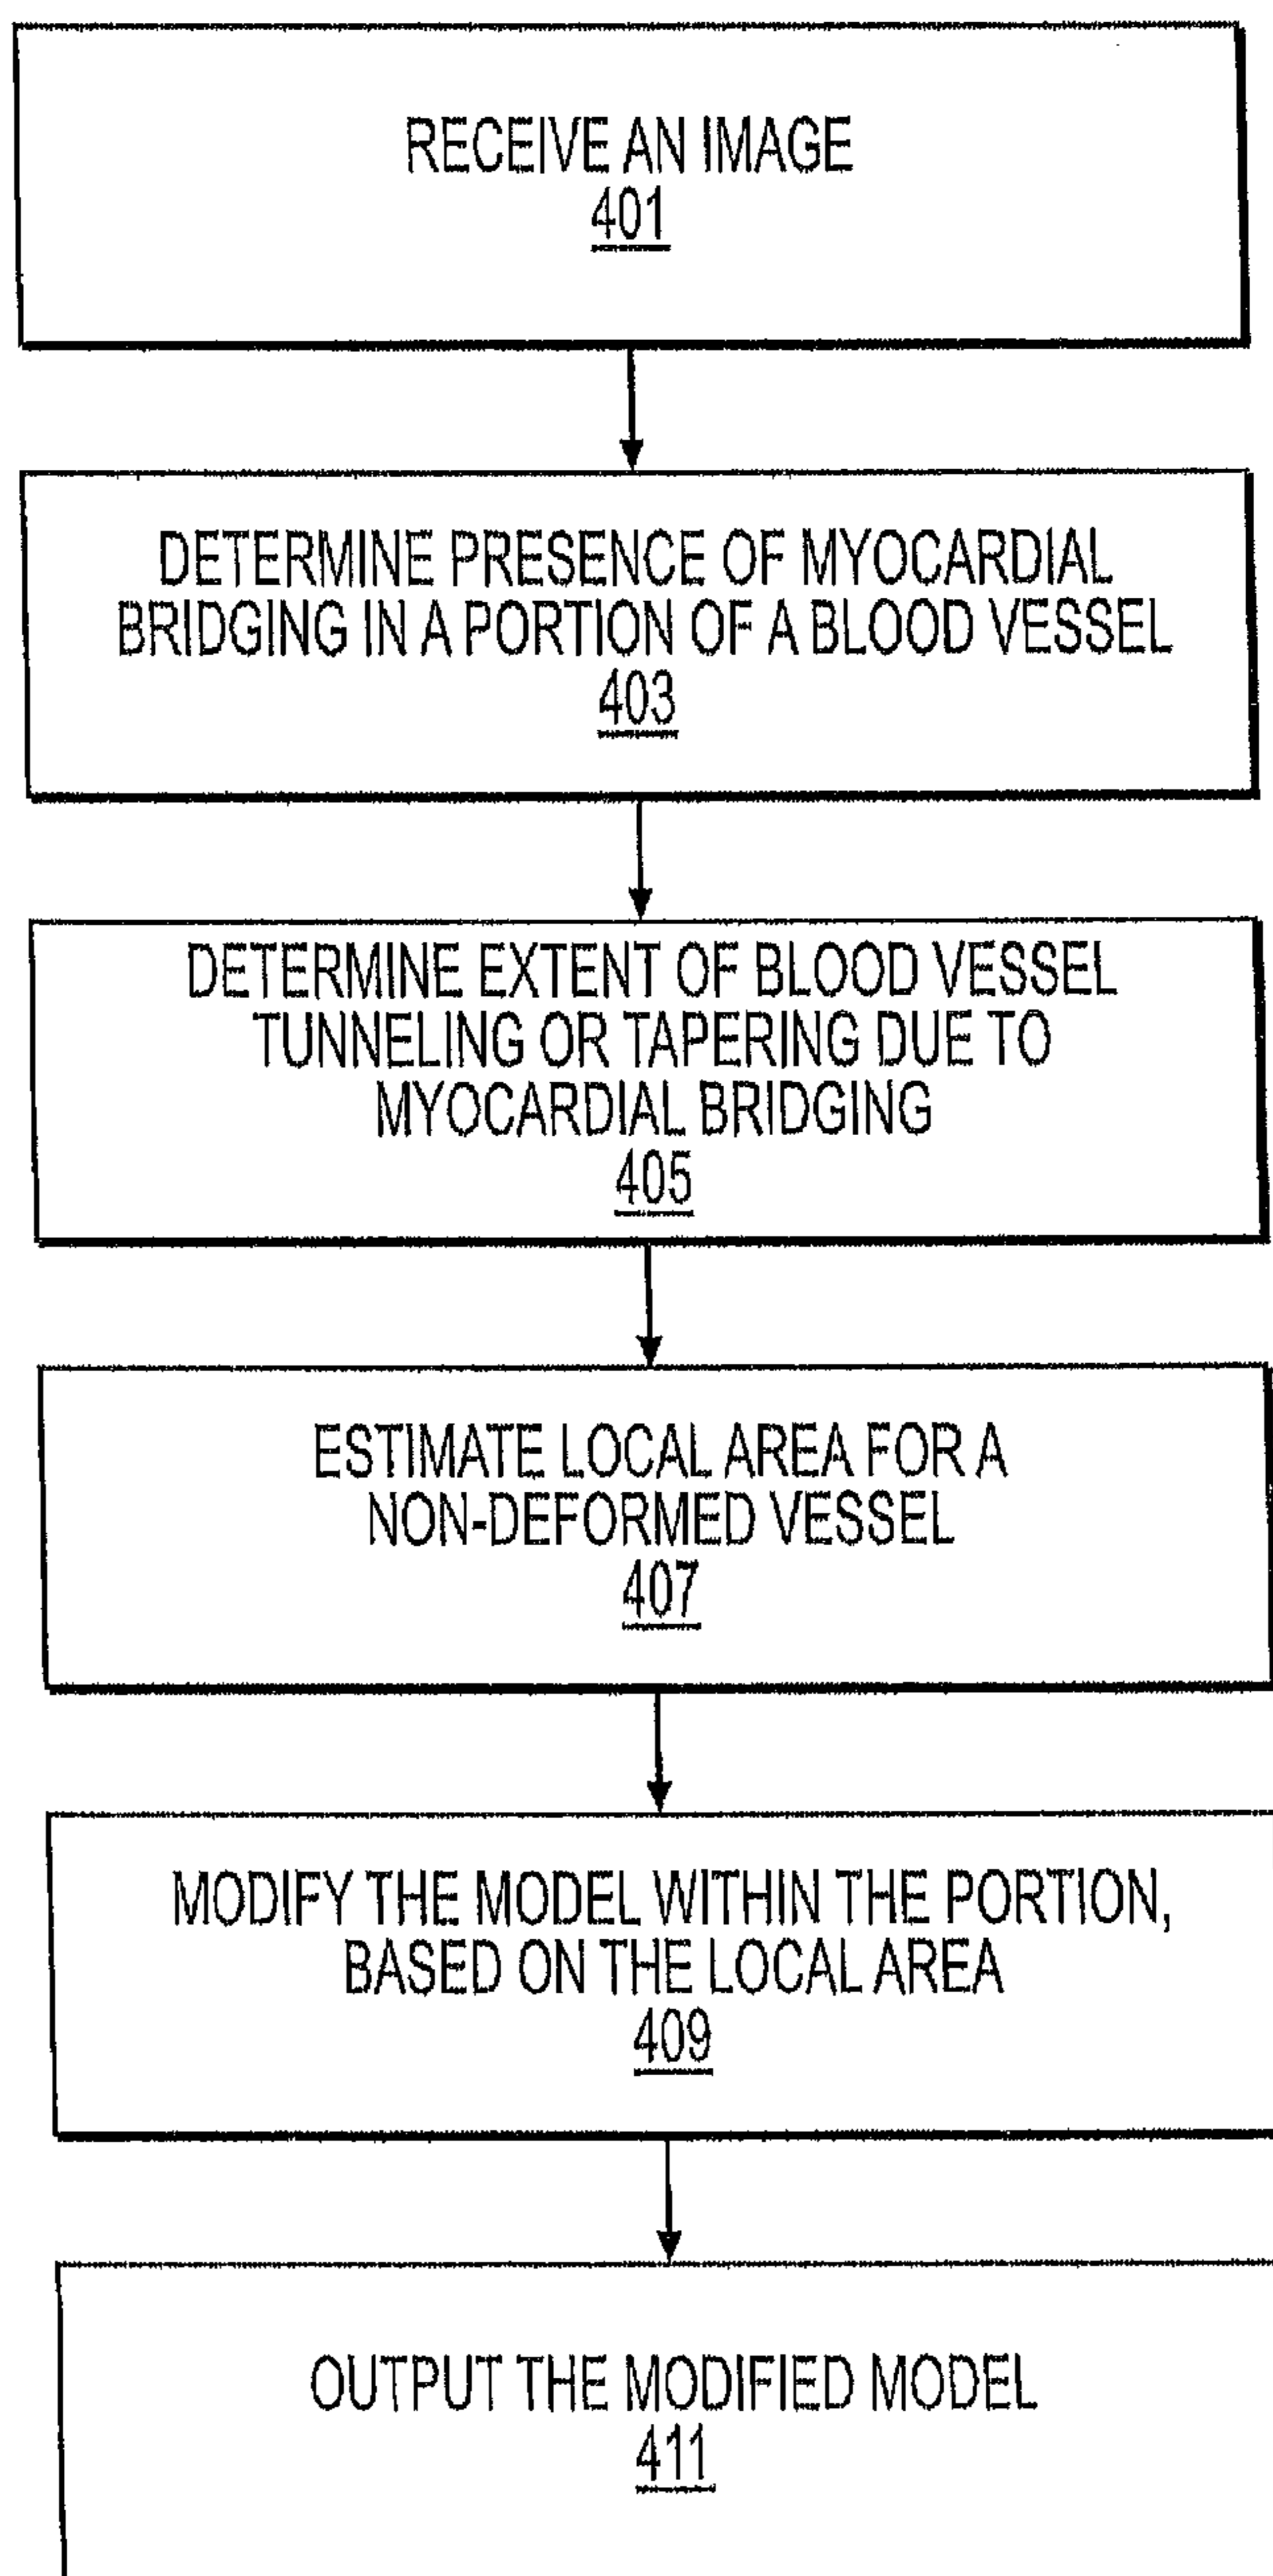 RECEIVE AN IMAGE
401
DETERMINE PRESENCE OF MYOCARDIAL
BRIDGING IN A PORTION OF A BLOOD VESSEL
403
DETERMINE EXTENT OF BLOOD VESSEL
TUNNELING OR TAPERING DUE TO
MYOCARDIAL BRIDGING
405
ESTIMATE LOCAL AREA FOR A
NON-DEFORMED VESSEL
407
MODIFY THE MODEL WITHIN THE PORTION,
BASED ON THE LOCAL AREA
409
OUTPUT THE MODIFIED MODEL
411